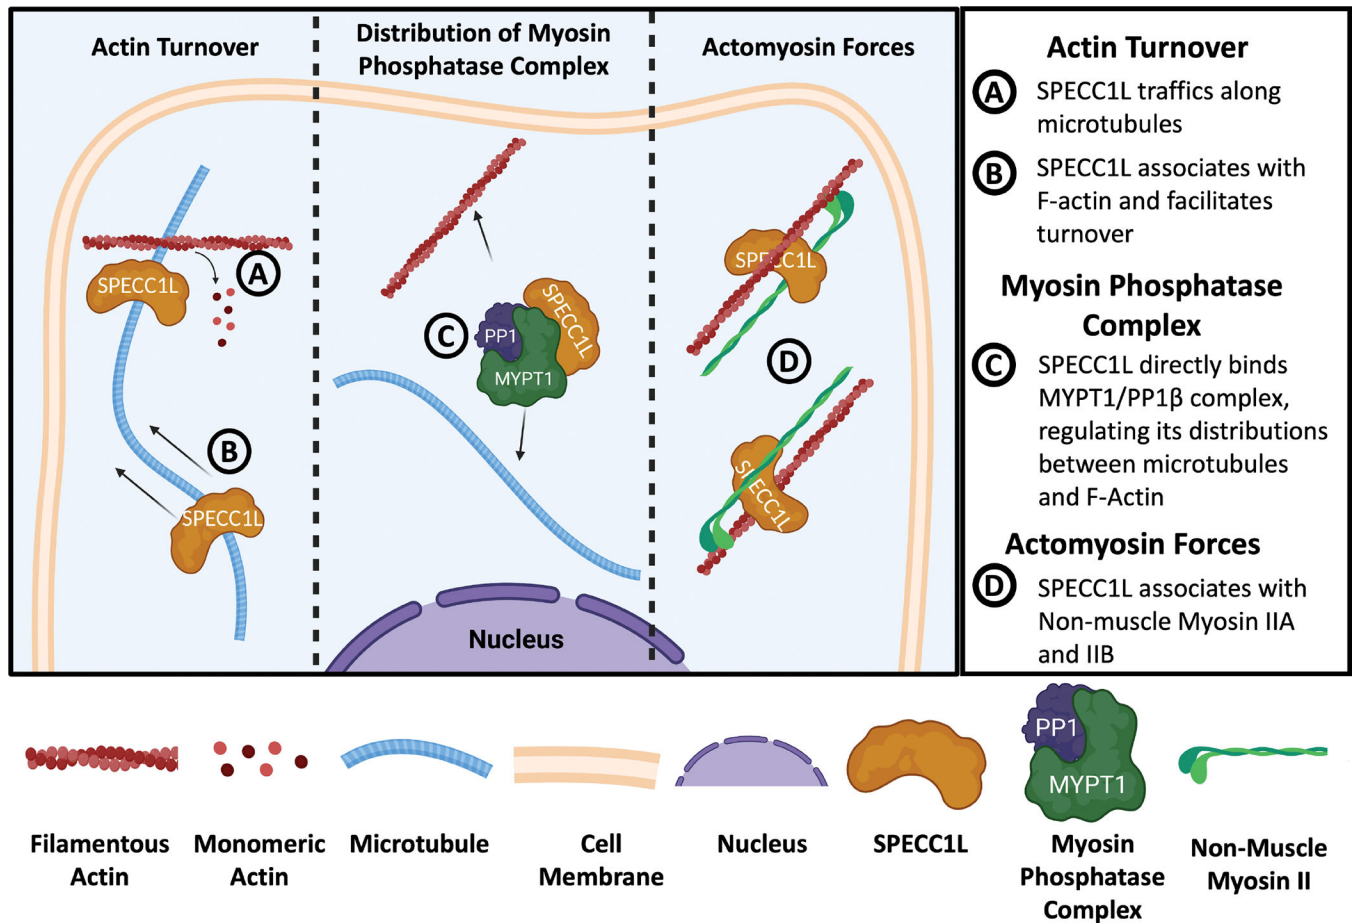 Actin Turnover
Distribution of Myosin
Phosphatase Complex
Actomyosin Forces
SPECC1L
A
B
SPECC1L
C
PP1
MYPT1
SPECC1L
Nucleus
SPECC1L
D
SPECC1L
Actin Turnover
A
SPECC1L traffics along
microtubules
B
SPECC1L associates with
F-actin and facilitates
turnover
Myosin Phosphatase
Complex
C
SPECC1L directly binds
MYPT1/PP1β complex,
regulating its distributions
between microtubules
and F-Actin
Actomyosin Forces
D
SPECC1L associates with
Non-muscle Myosin IIA
and IIB
PP1
MYPT1
Filamentous
Actin
Monomeric
Actin
Microtubule
Cell
Membrane
Nucleus
SPECC1L
Myosin
Phosphatase
Complex
Non-Muscle
Myosin II